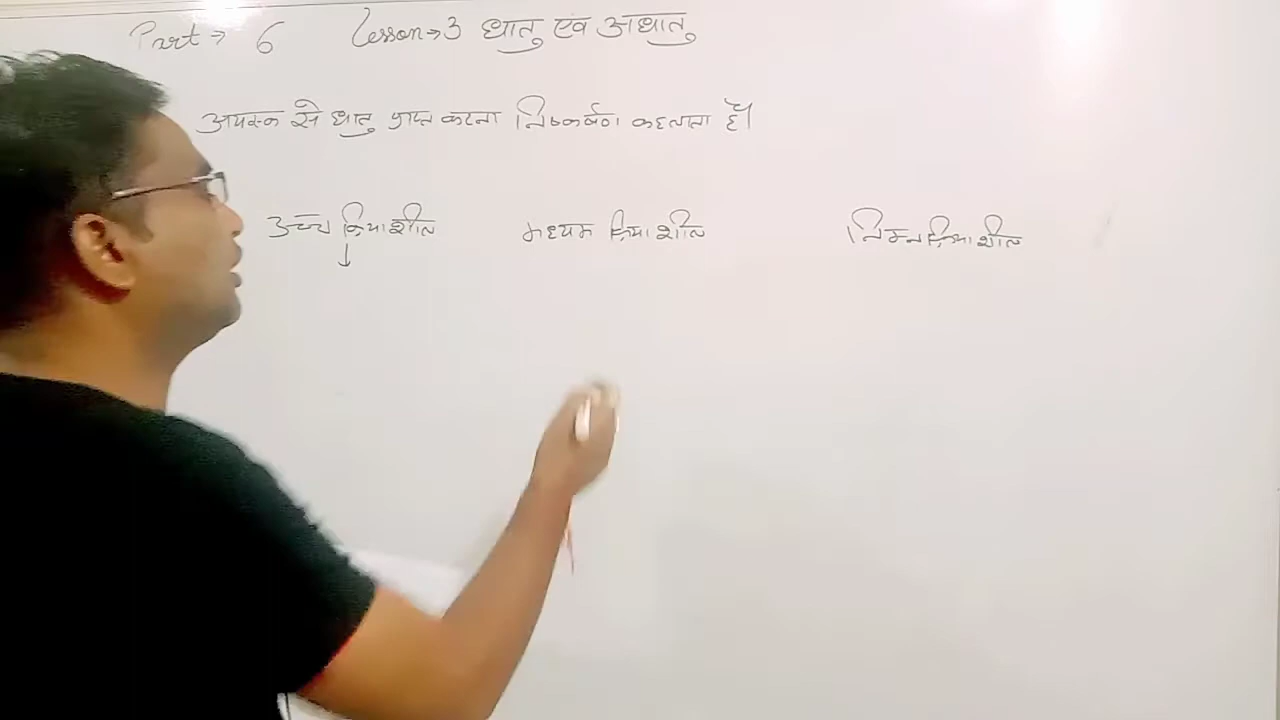 Part → 6 Lesson → 3 धातु एवं अधातु
अयस्क से धातु प्राप्त करना निष्कर्षण कहलाता है।
उच्च क्रियाशील मध्यम क्रियाशील निम्न क्रियाशील
↓